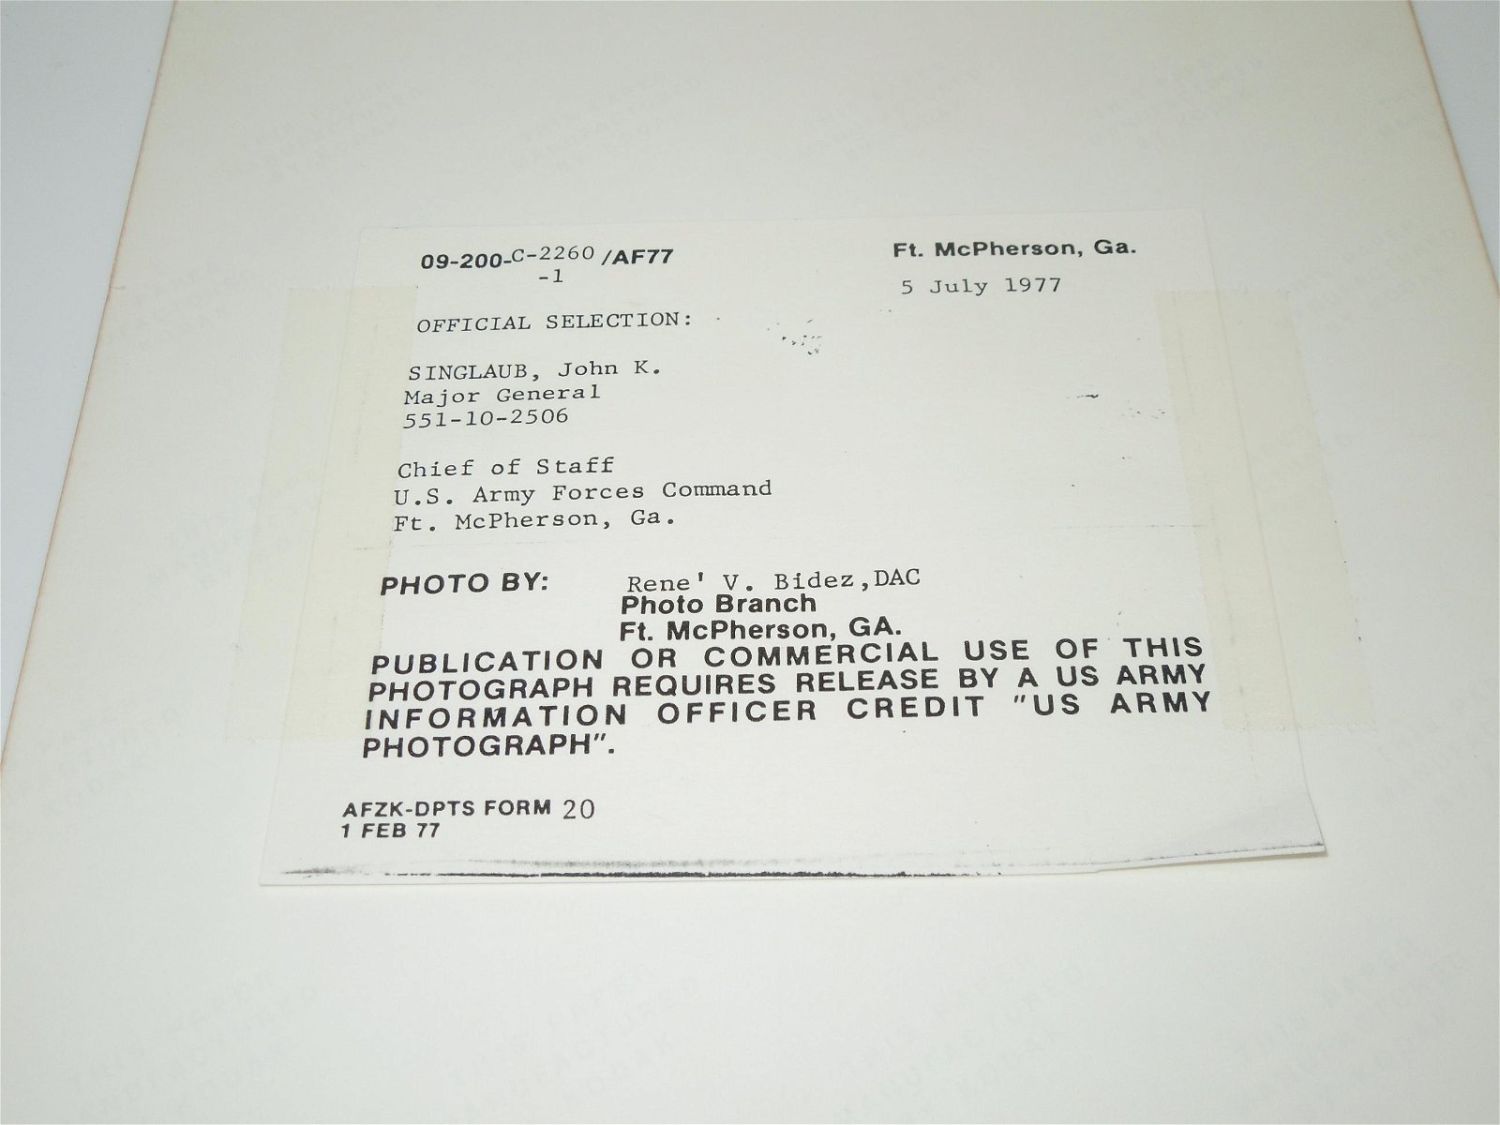 09-200-C-2260/AF77
-1
Ft. McPherson, Ga.
5 July 1977
OFFICIAL SELECTION:
SINGLAUB, John K.
Major General
551-10-2506
Chief of Staff
U.S. Army Forces Command
Ft. McPherson, Ga.
PHOTO BY: Rene' V. Bidez,DAC
Photo Branch
Ft. McPherson, GA.
PUBLICATION OR COMMERCIAL USE OF THIS
PHOTOGRAPH REQUIRES RELEASE BY A US ARMY
INFORMATION OFFICER CREDIT "US ARMY
PHOTOGRAPH".
AFZK-DPTS FORM 20
1 FEB 77